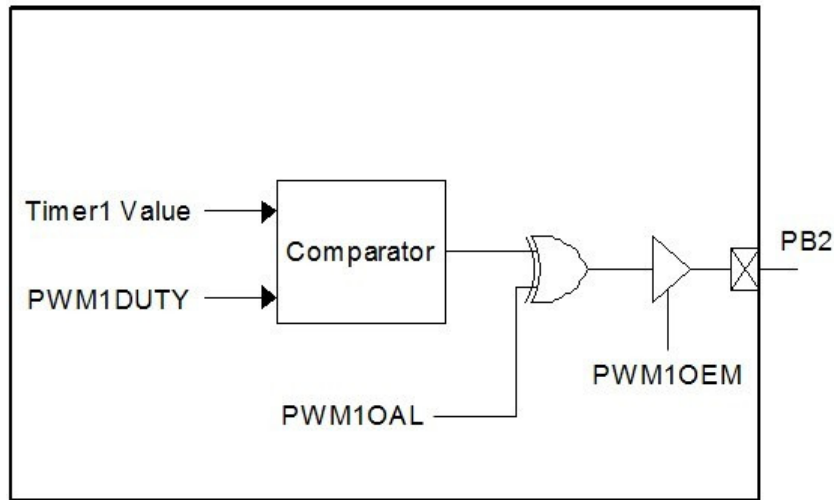 Timer1 Value
Comparator
PB2
PWM1DUTY
PWM1OEM
PWM1OAL